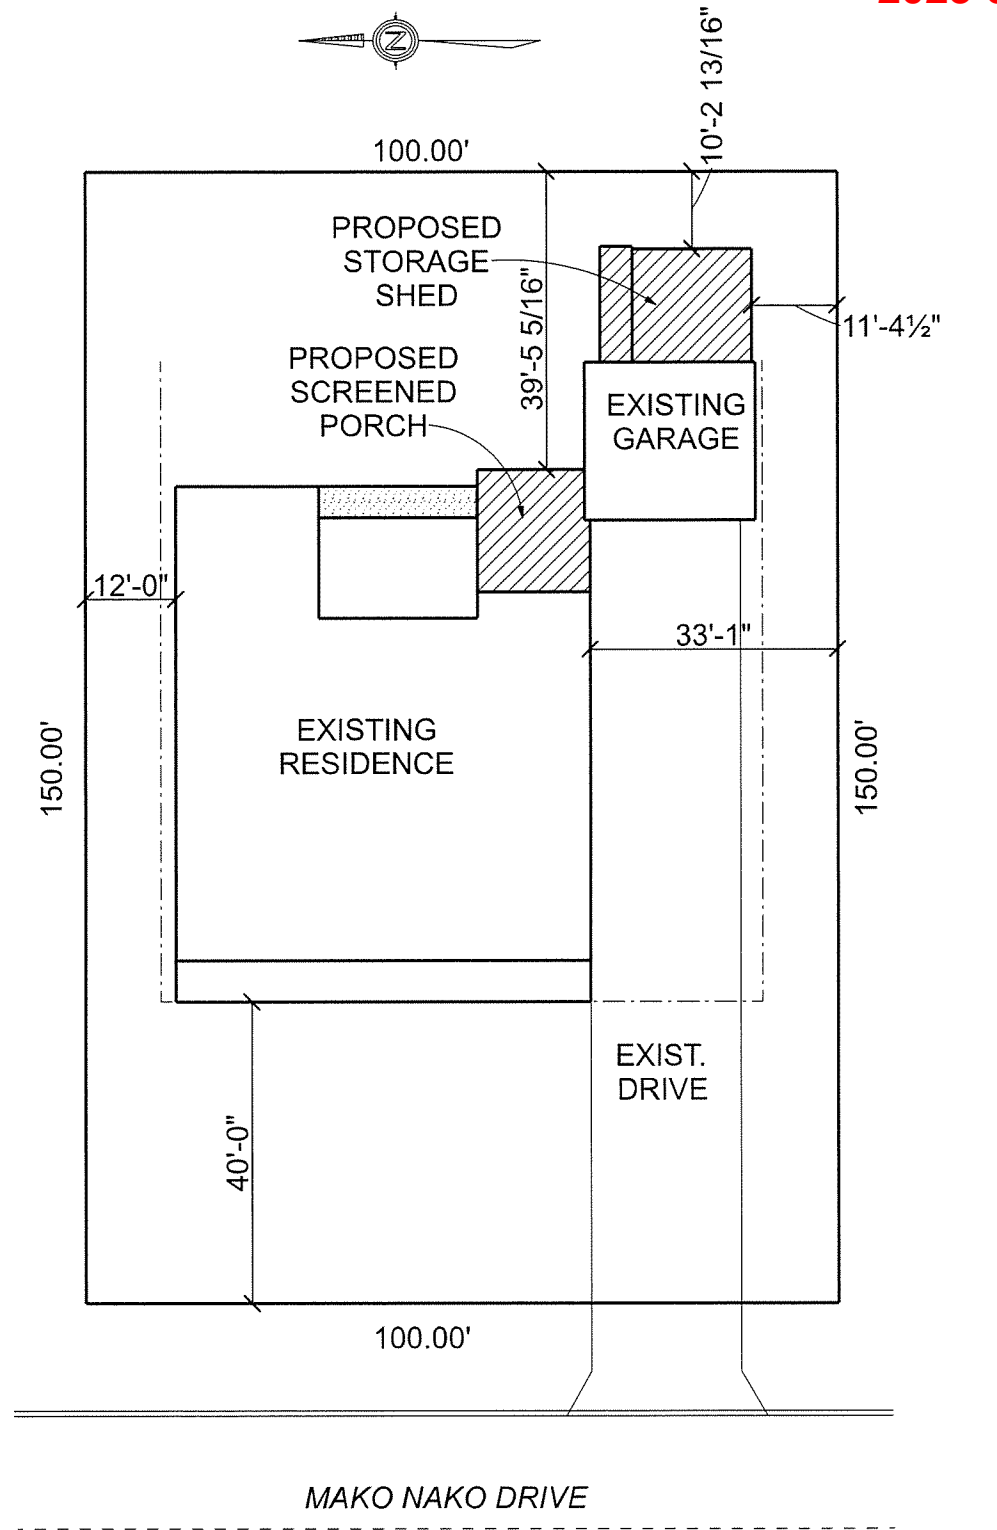 N
10'-2 13/16"
100.00'
PROPOSED
STORAGE
SHED
39'-5 5/16"
11'-4½"
PROPOSED
SCREENED
PORCH
EXISTING
GARAGE
12'-0"
33'-1"
EXISTING
RESIDENCE
150.00'
150.00'
EXIST.
DRIVE
40'-0"
100.00'
MAKO NAKO DRIVE